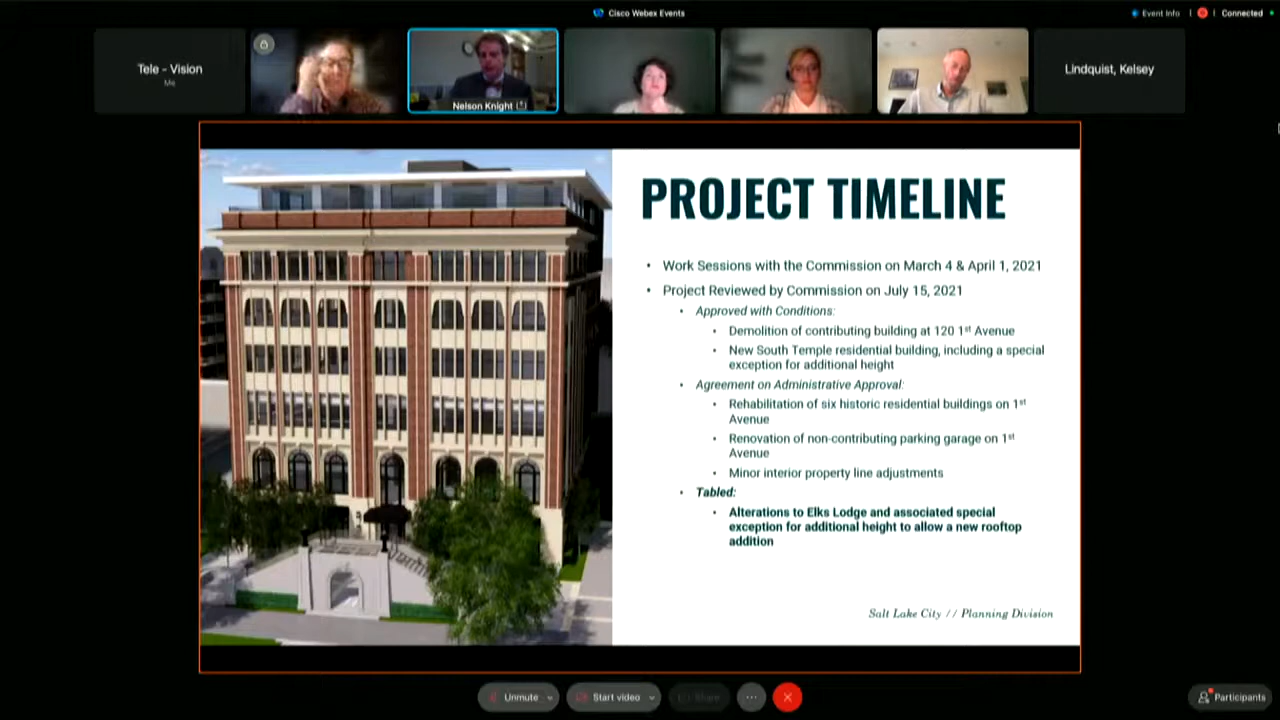 Cisco Webex Events
Event Info
Connected
Tele - Vision
Me
Nelson Knight
Lindquist, Kelsey
PROJECT TIMELINE
• Work Sessions with the Commission on March 4 & April 1, 2021
• Project Reviewed by Commission on July 15, 2021
• Approved with Conditions:
• Demolition of contributing building at 120 1st Avenue
• New South Temple residential building, including a special
exception for additional height
• Agreement on Administrative Approval:
• Rehabilitation of six historic residential buildings on 1st
Avenue
• Renovation of non-contributing parking garage on 1st
Avenue
• Minor interior property line adjustments
• Tabled:
• Alterations to Elks Lodge and associated special
exception for additional height to allow a new rooftop
addition
Salt Lake City // Planning Division
Unmute
Start video
Share
Participants